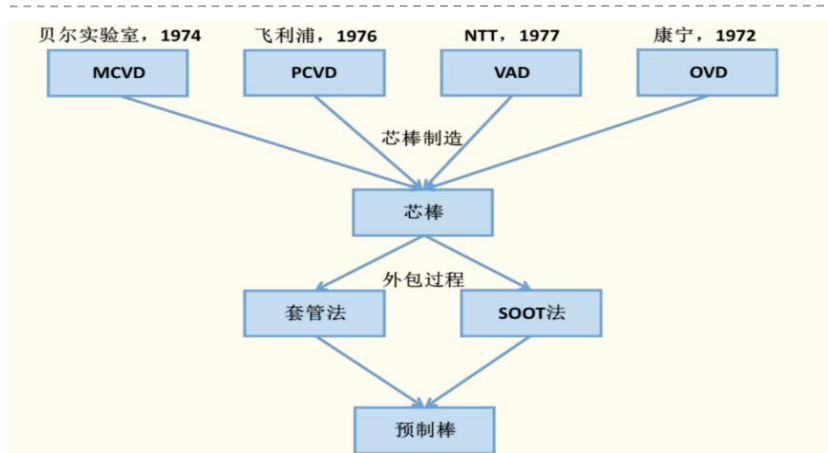 贝尔实验室，1974 飞利浦，1976 NTT，1977 康宁，1972
MCVD PCVD VAD OVD
芯棒制造
芯棒
外包过程
套管法 SOOT法
预制棒